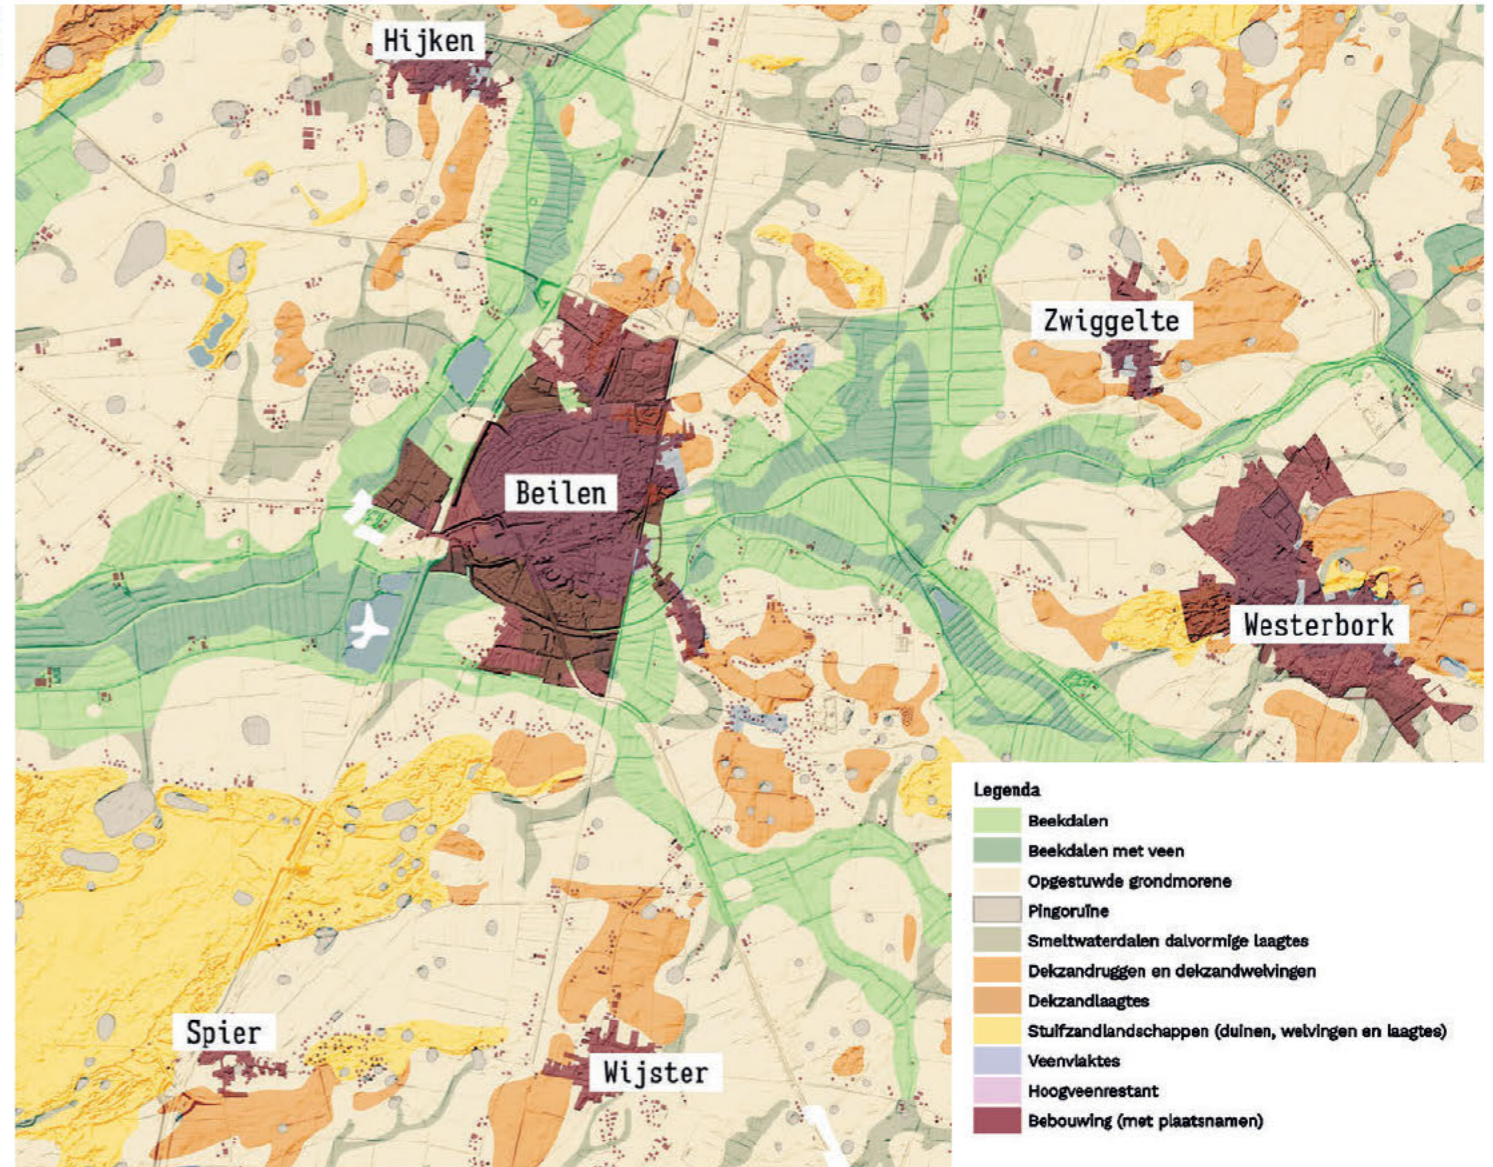 Hijken
Zwiggelte
Beilen
Westerbork
Spier
Wijster
Legenda
Beekdalen
Beekdalen met veen
Opgestuwde grondmorene
Pingoruïne
Smeltwaterdalen dalvormige laagtes
Dekzandruggen en dekzandwelvingen
Dekzandlaagtes
Stuifzandlandschappen (duinen, welvingen en laagtes)
Veenvlaktes
Hoogveenrestant
Bebouwing (met plaatsnamen)